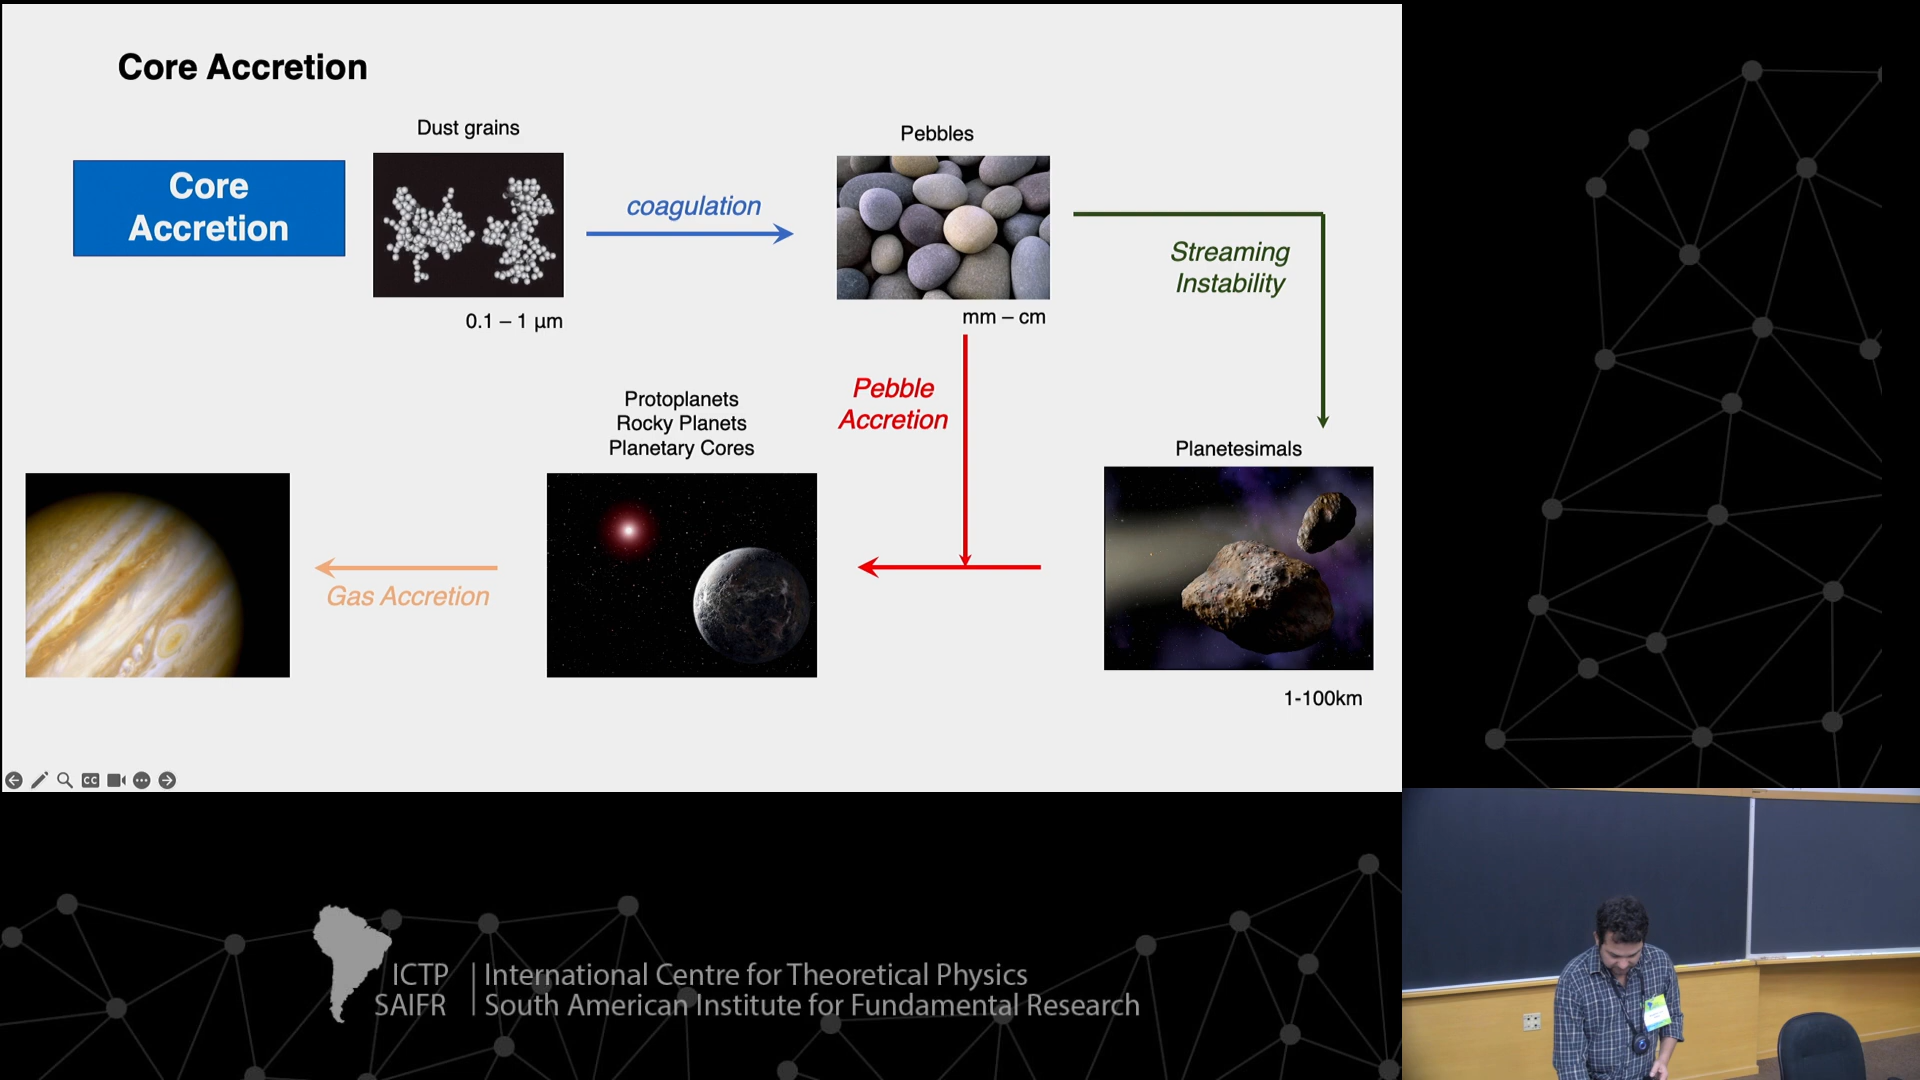 Core Accretion
Dust grains
Pebbles
Core
Accretion
coagulation
Streaming
Instability
0.1 – 1 μm
mm – cm
Pebble
Accretion
Protoplanets
Rocky Planets
Planetary Cores
Planetesimals
Gas Accretion
1-100km
CC
ICTP
SAIFR
International Centre for Theoretical Physics
South American Institute for Fundamental Research